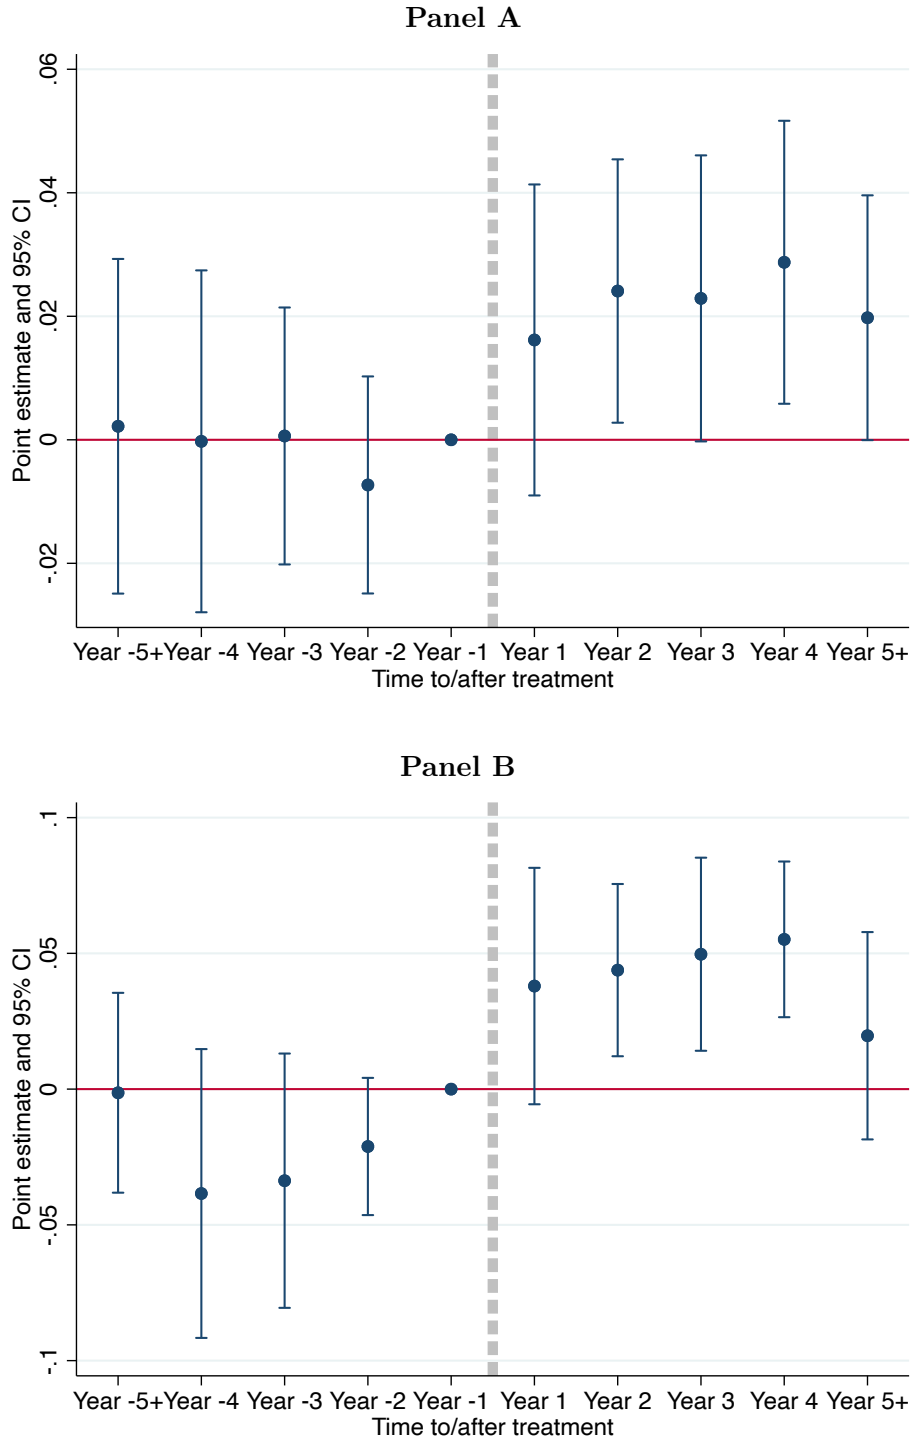 Panel A
Point estimate and 95% CI
.06
.04
.02
0
-.02
Year -5+ Year -4 Year -3 Year -2 Year -1 Year 1 Year 2 Year 3 Year 4 Year 5+
Time to/after treatment
Panel B
Point estimate and 95% CI
.1
.05
0
-.05
-.1
Year -5+ Year -4 Year -3 Year -2 Year -1 Year 1 Year 2 Year 3 Year 4 Year 5+
Time to/after treatment